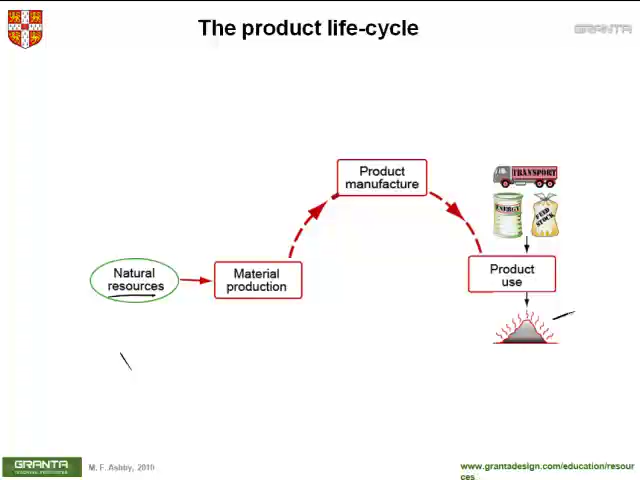 The product life-cycle
GRANTA
Product
manufacture
TRANSPORT
ENERGY
FEED
STOCK
Natural
resources
Material
production
Product
use
GRANTA
M. F. Ashby, 2010
www.grantadesign.com/education/resour
ces